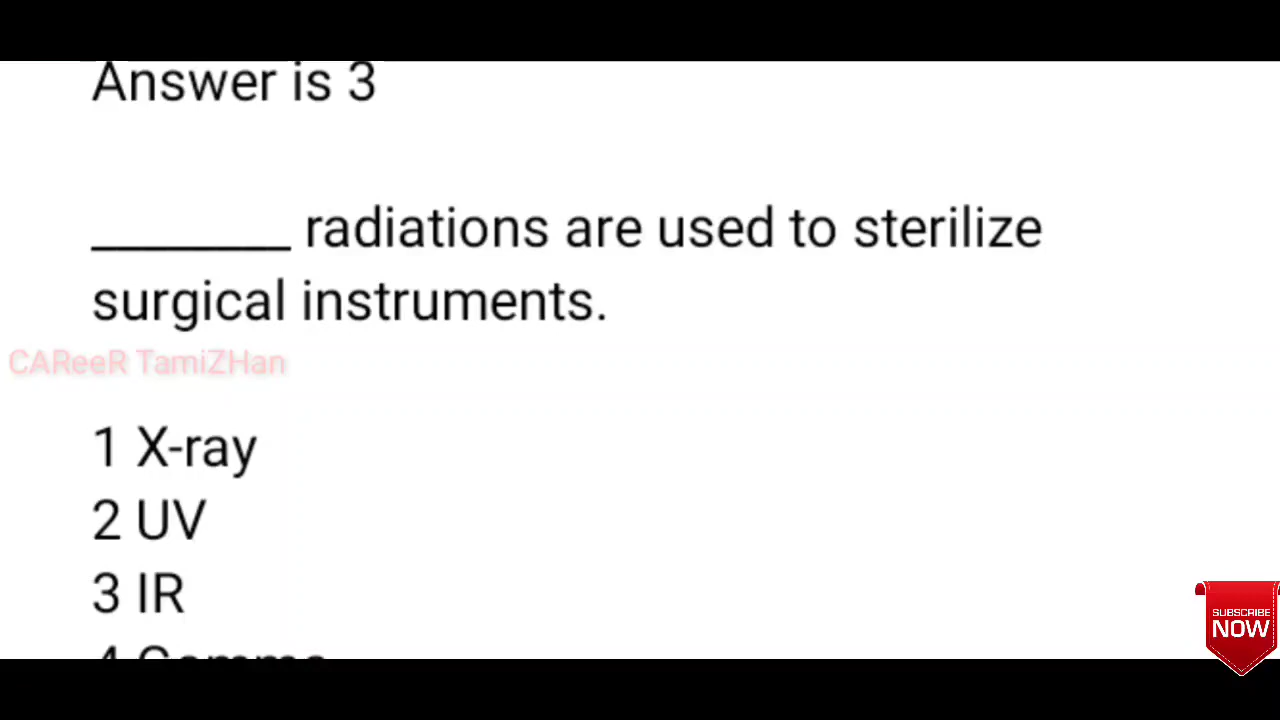 Answer is 3
________ radiations are used to sterilize
surgical instruments.
CAReeR TamiZHan
1 X-ray
2 UV
3 IR
4 Gamma
SUBSCRIBE
NOW